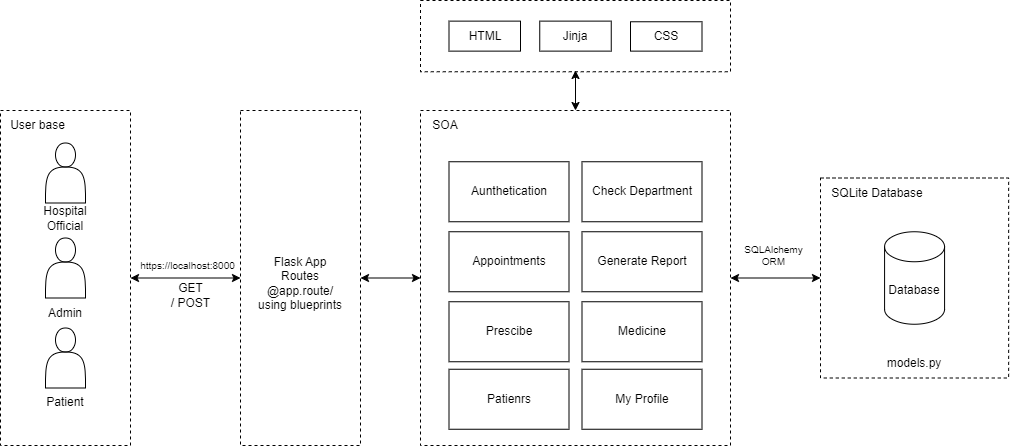 HTML
Jinja
CSS
User base
Hospital
Official
Admin
Patient
https://localhost:8000
GET
/ POST
Flask App
Routes
@app.route/
using blueprints
SOA
Aunthetication
Check Department
Appointments
Generate Report
Prescibe
Medicine
Patienrs
My Profile
SQLAlchemy
ORM
SQLite Database
Database
models.py